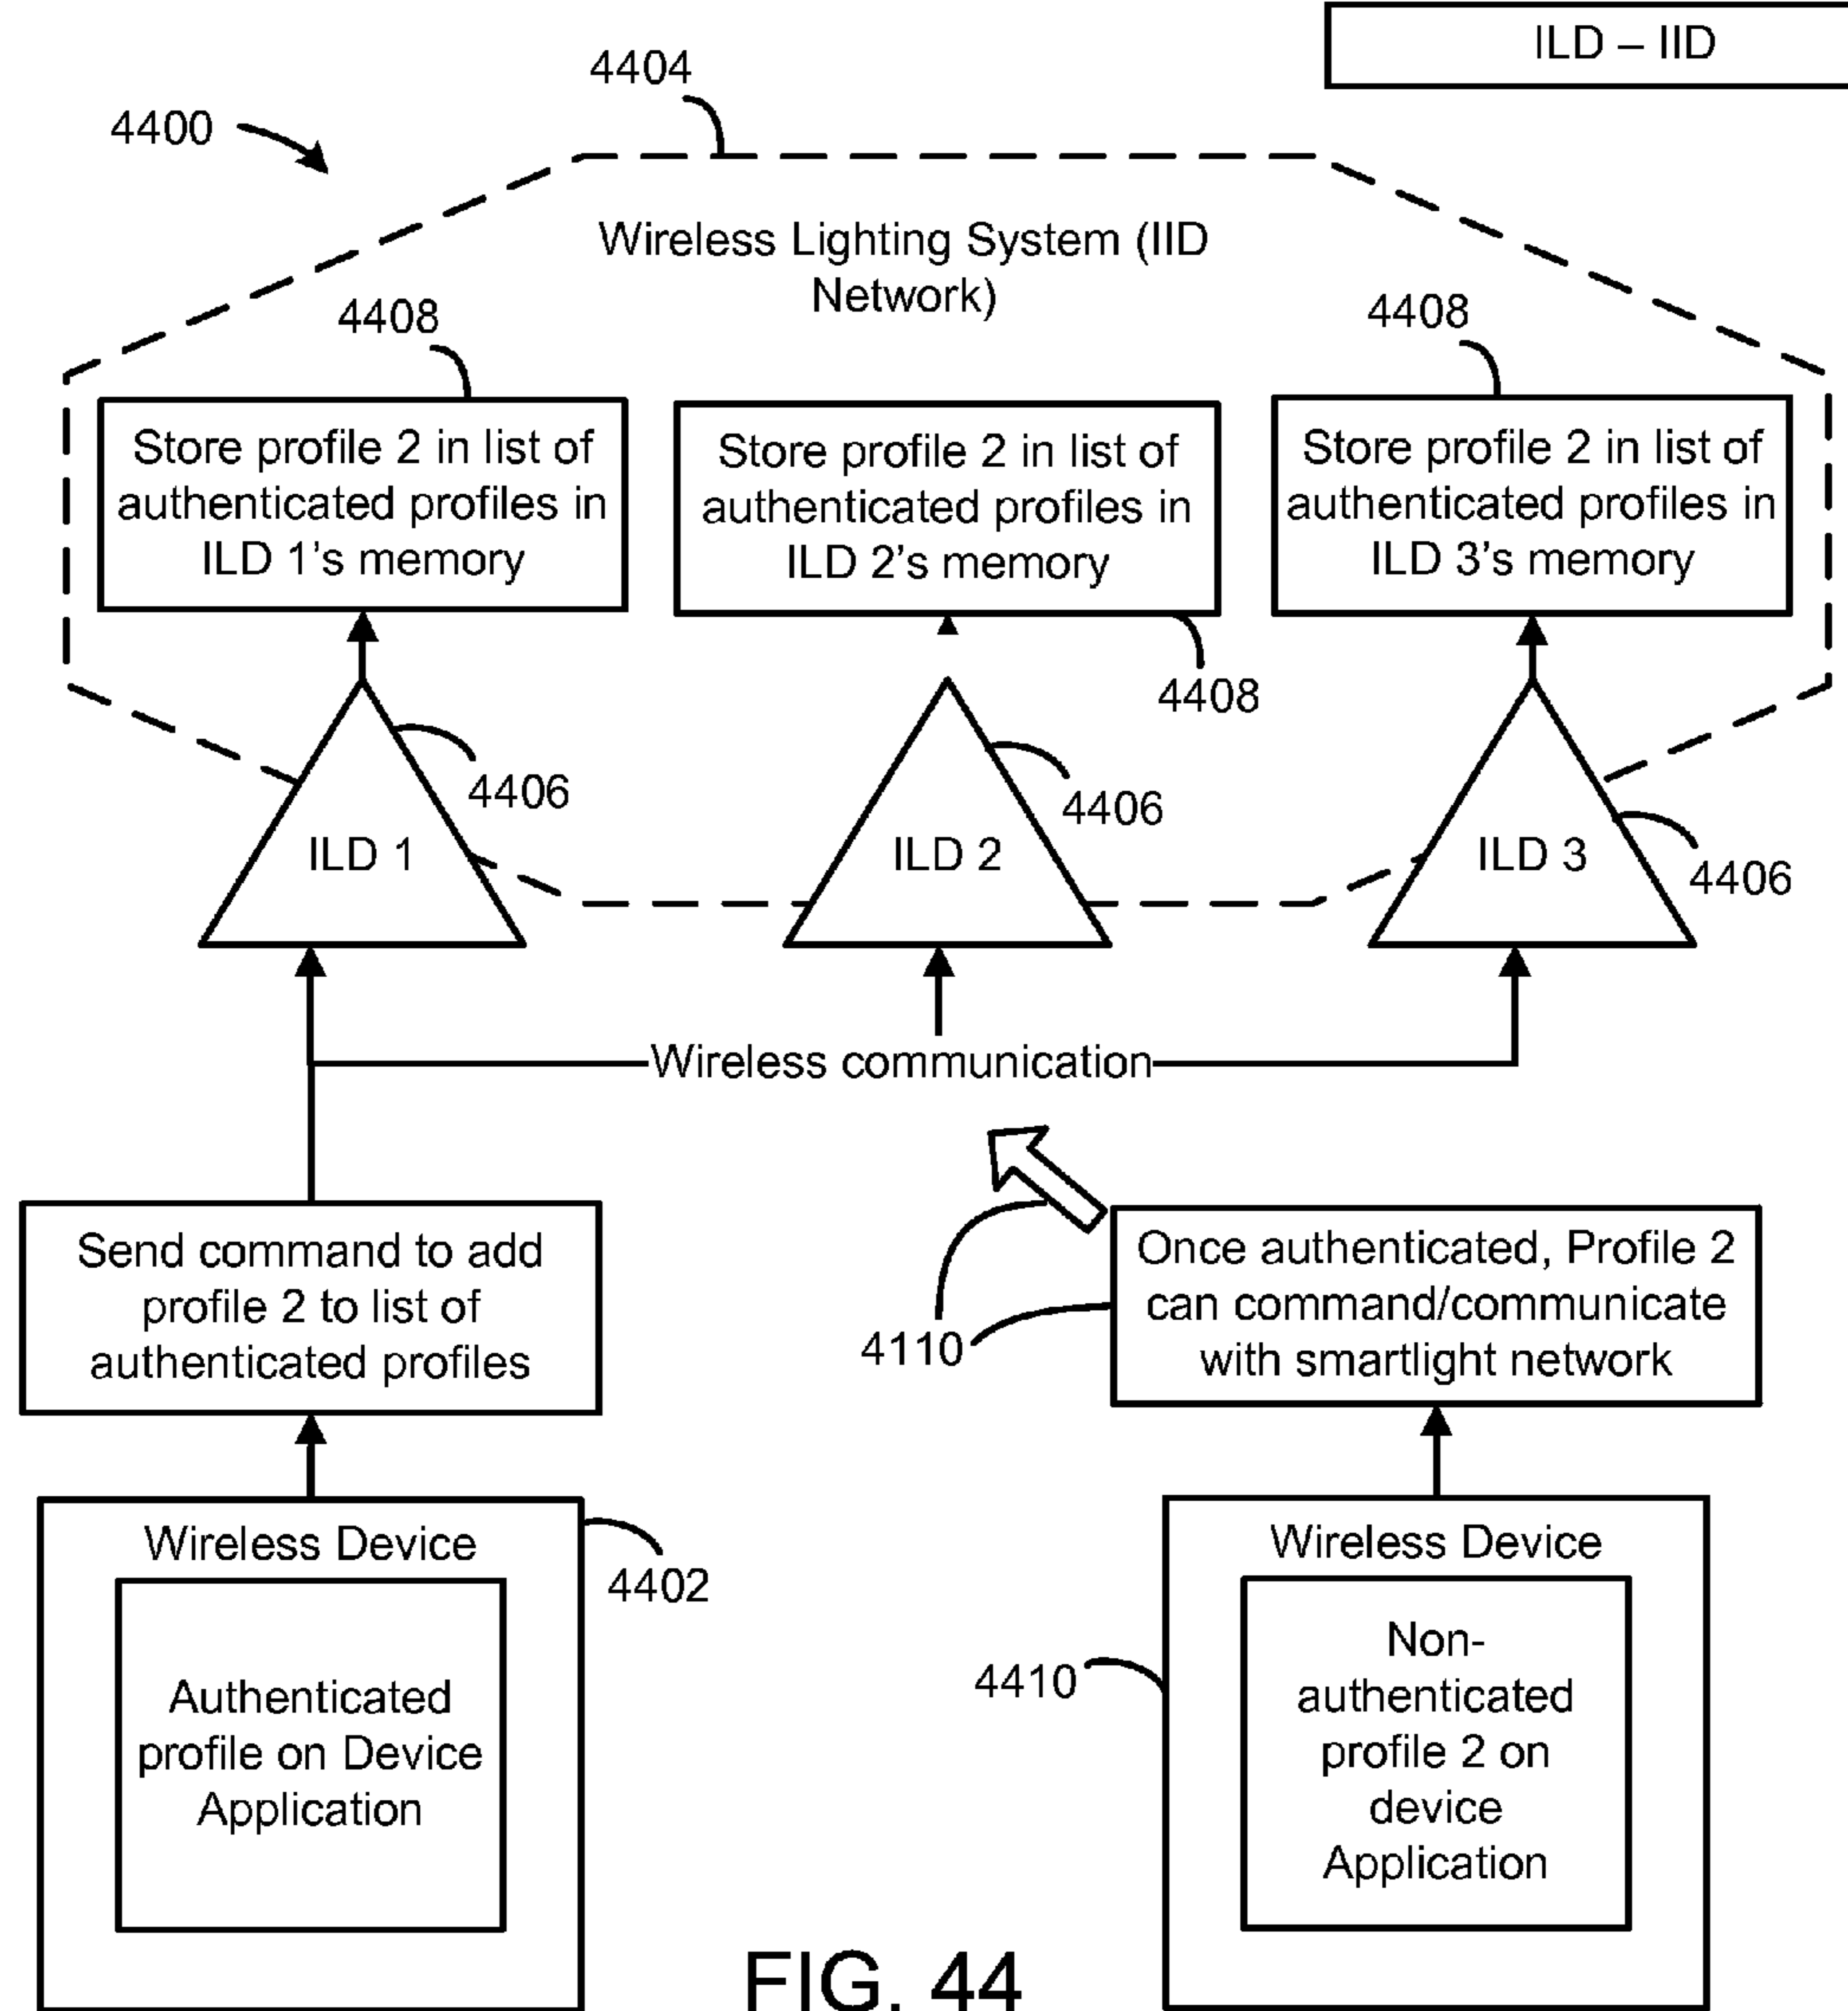 ILD – IID
4404
4400
Wireless Lighting System (IID
Network)
4408
4408
Store profile 2 in list of
authenticated profiles in
ILD 1's memory
Store profile 2 in list of
authenticated profiles in
ILD 2's memory
Store profile 2 in list of
authenticated profiles in
ILD 3's memory
4408
4406
4406
4406
ILD 1
ILD 2
ILD 3
Wireless communication
Send command to add
profile 2 to list of
authenticated profiles
4110
Once authenticated, Profile 2
can command/communicate
with smartlight network
Wireless Device
4402
Authenticated
profile on Device
Application
Wireless Device
4410
Non-
authenticated
profile 2 on
device
Application
FIG. 44